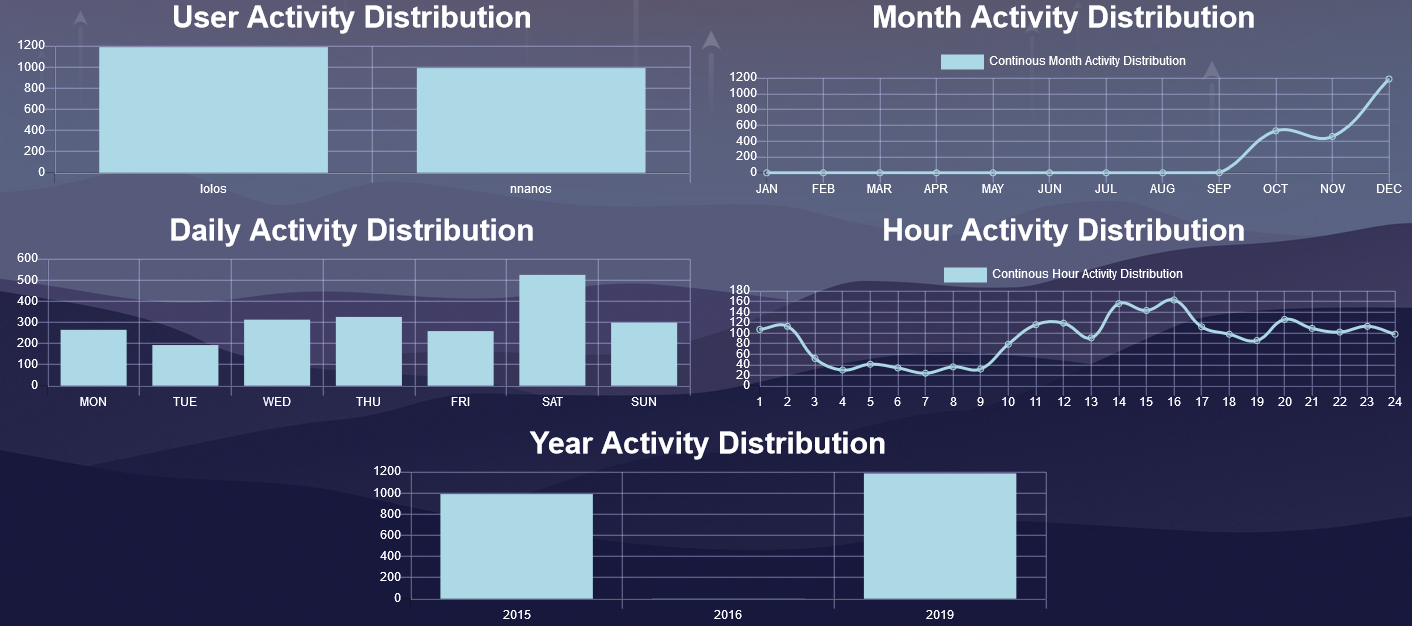 User Activity Distribution
1200
1000
800
600
400
200
0
lolos
nnanos
Month Activity Distribution
Continous Month Activity Distribution
1200
1000
800
600
400
200
0
JAN FEB MAR APR MAY JUN JUL AUG SEP OCT NOV DEC
Daily Activity Distribution
600
500
400
300
200
100
0
MON TUE WED THU FRI SAT SUN
Hour Activity Distribution
Continous Hour Activity Distribution
180
160
140
120
100
80
60
40
20
0
1 2 3 4 5 6 7 8 9 10 11 12 13 14 15 16 17 18 19 20 21 22 23 24
Year Activity Distribution
1200
1000
800
600
400
200
0
2015 2016 2019